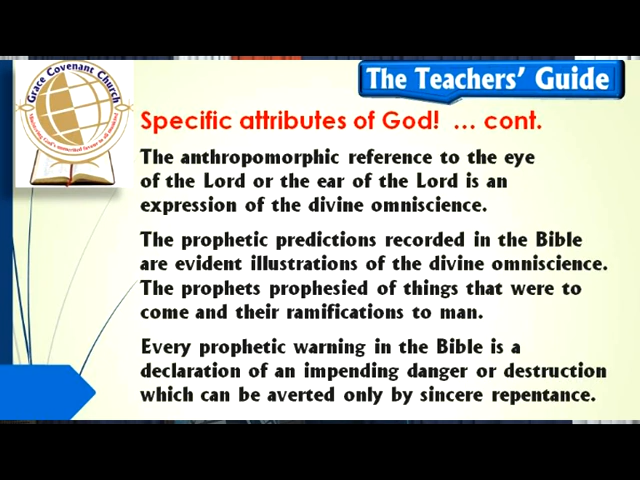 Grace Covenant Church
The Teachers' Guide
Specific attributes of God! ... cont.
The anthropomorphic reference to the eye
of the Lord or the ear of the Lord is an
expression of the divine omniscience.
The prophetic predictions recorded in the Bible
are evident illustrations of the divine omniscience.
The prophets prophesied of things that were to
come and their ramifications to man.
Every prophetic warning in the Bible is a
declaration of an impending danger or destruction
which can be averted only by sincere repentance.